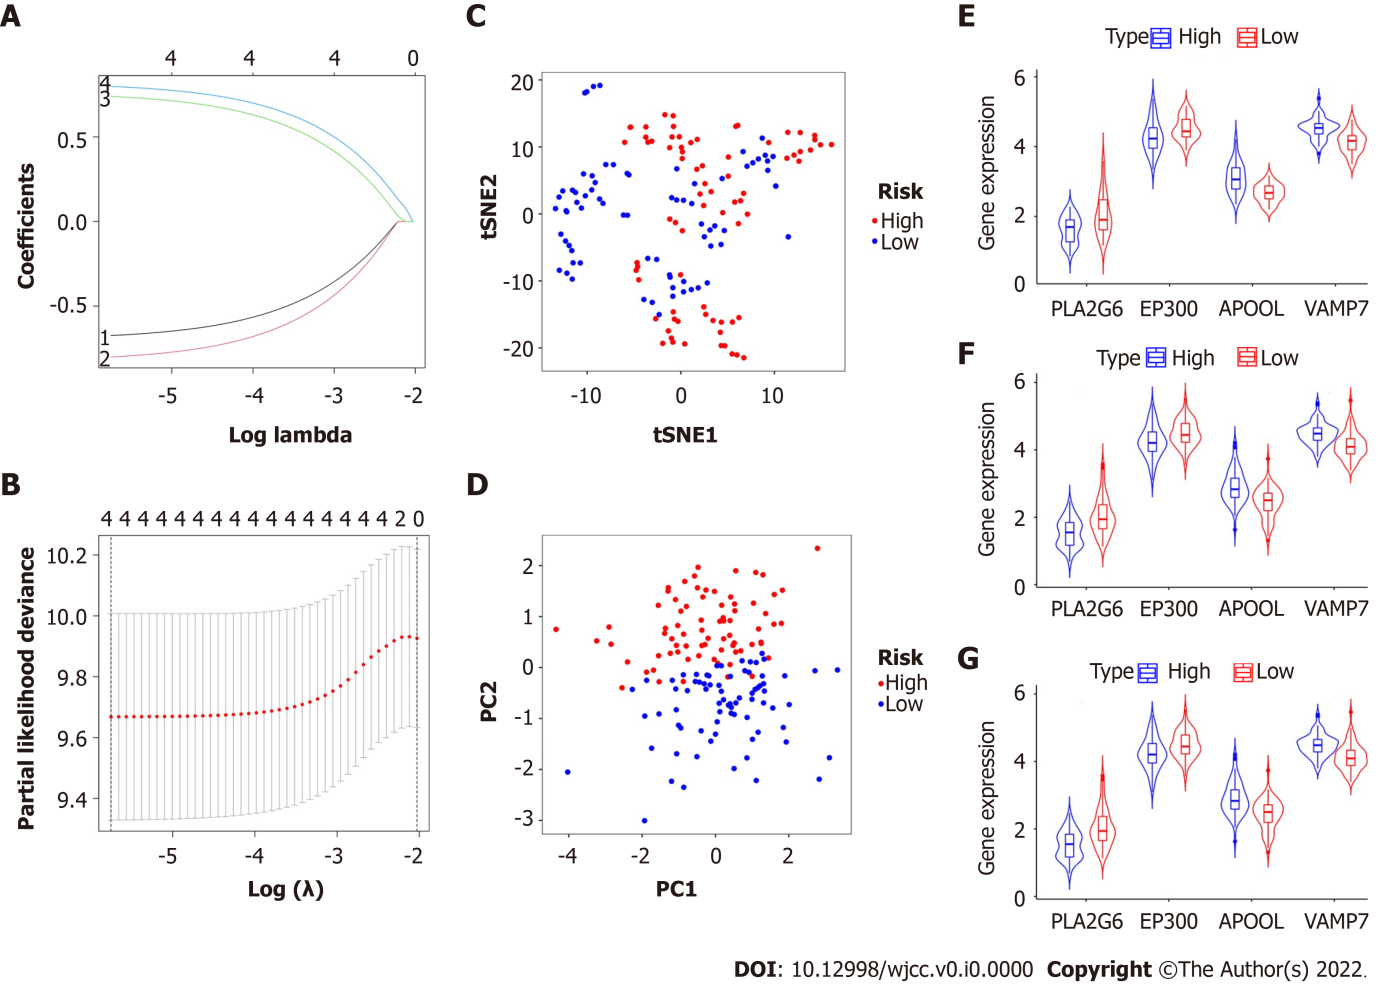 A
4 4 4 0
4
3
1
2
0.5
0.0
-0.5
Coefficients
-5 -4 -3 -2
Log lambda
B
4 4 4 4 4 4 4 4 4 4 4 4 4 4 4 4 2 0
10.2
10.0
9.8
9.6
9.4
Partial likelihood deviance
-5 -4 -3 -2
Log (λ)
C
20
10
0
-10
-20
tSNE2
-10 0 10
tSNE1
Risk
High
Low
D
2
1
0
-1
-2
-3
PC2
-4 -2 0 2
PC1
Risk
High
Low
E
Type High Low
6
4
2
0
Gene expression
PLA2G6 EP300 APOOL VAMP7
F
Type High Low
6
4
2
0
Gene expression
PLA2G6 EP300 APOOL VAMP7
G
Type High Low
6
4
2
0
Gene expression
PLA2G6 EP300 APOOL VAMP7
DOI: 10.12998/wjcc.v0.i0.0000 Copyright ©The Author(s) 2022.